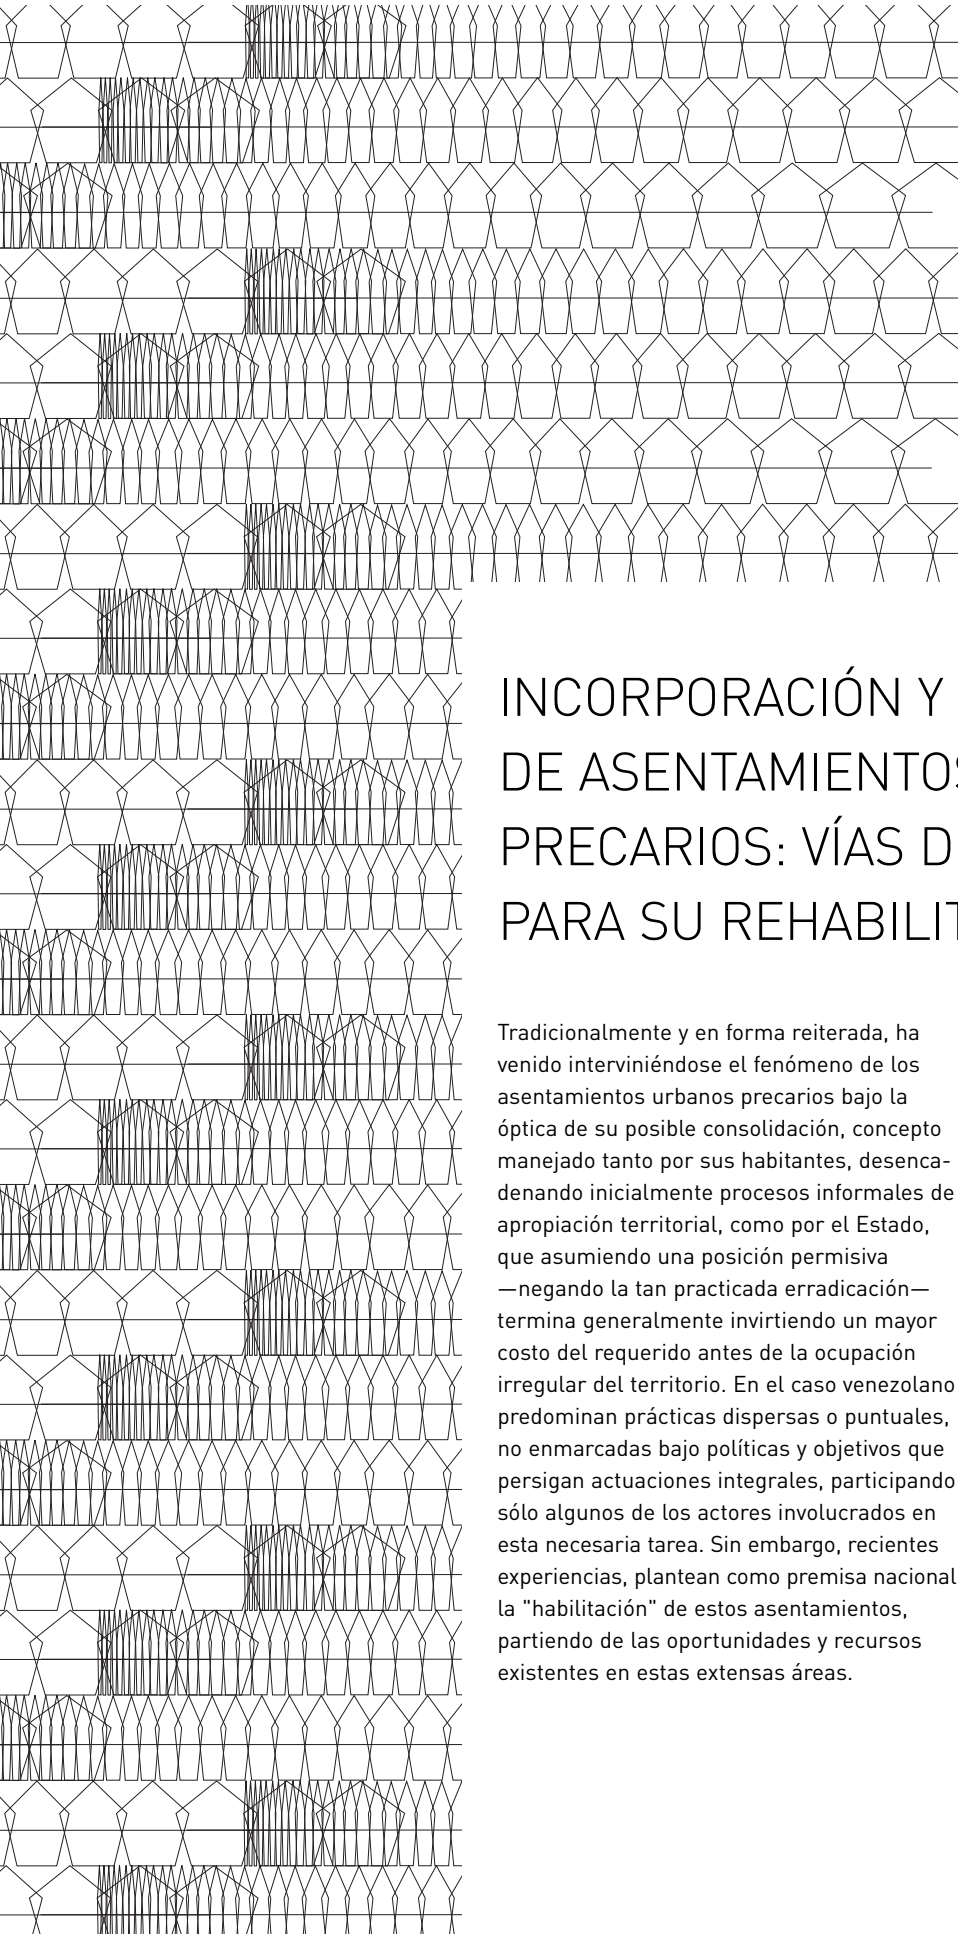 INCORPORACIÓN Y
DE ASENTAMIENTOS
PRECARIOS: VÍAS D
PARA SU REHABILIT
Tradicionalmente y en forma reiterada, ha
venido interviniéndose el fenómeno de los
asentamientos urbanos precarios bajo la
óptica de su posible consolidación, concepto
manejado tanto por sus habitantes, desenca-
denando inicialmente procesos informales de
apropiación territorial, como por el Estado,
que asumiendo una posición permisiva
—negando la tan practicada erradicación—
termina generalmente invirtiendo un mayor
costo del requerido antes de la ocupación
irregular del territorio. En el caso venezolano
predominan prácticas dispersas o puntuales,
no enmarcadas bajo políticas y objetivos que
persigan actuaciones integrales, participando
sólo algunos de los actores involucrados en
esta necesaria tarea. Sin embargo, recientes
experiencias, plantean como premisa nacional
la "habilitación" de estos asentamientos,
partiendo de las oportunidades y recursos
existentes en estas extensas áreas.